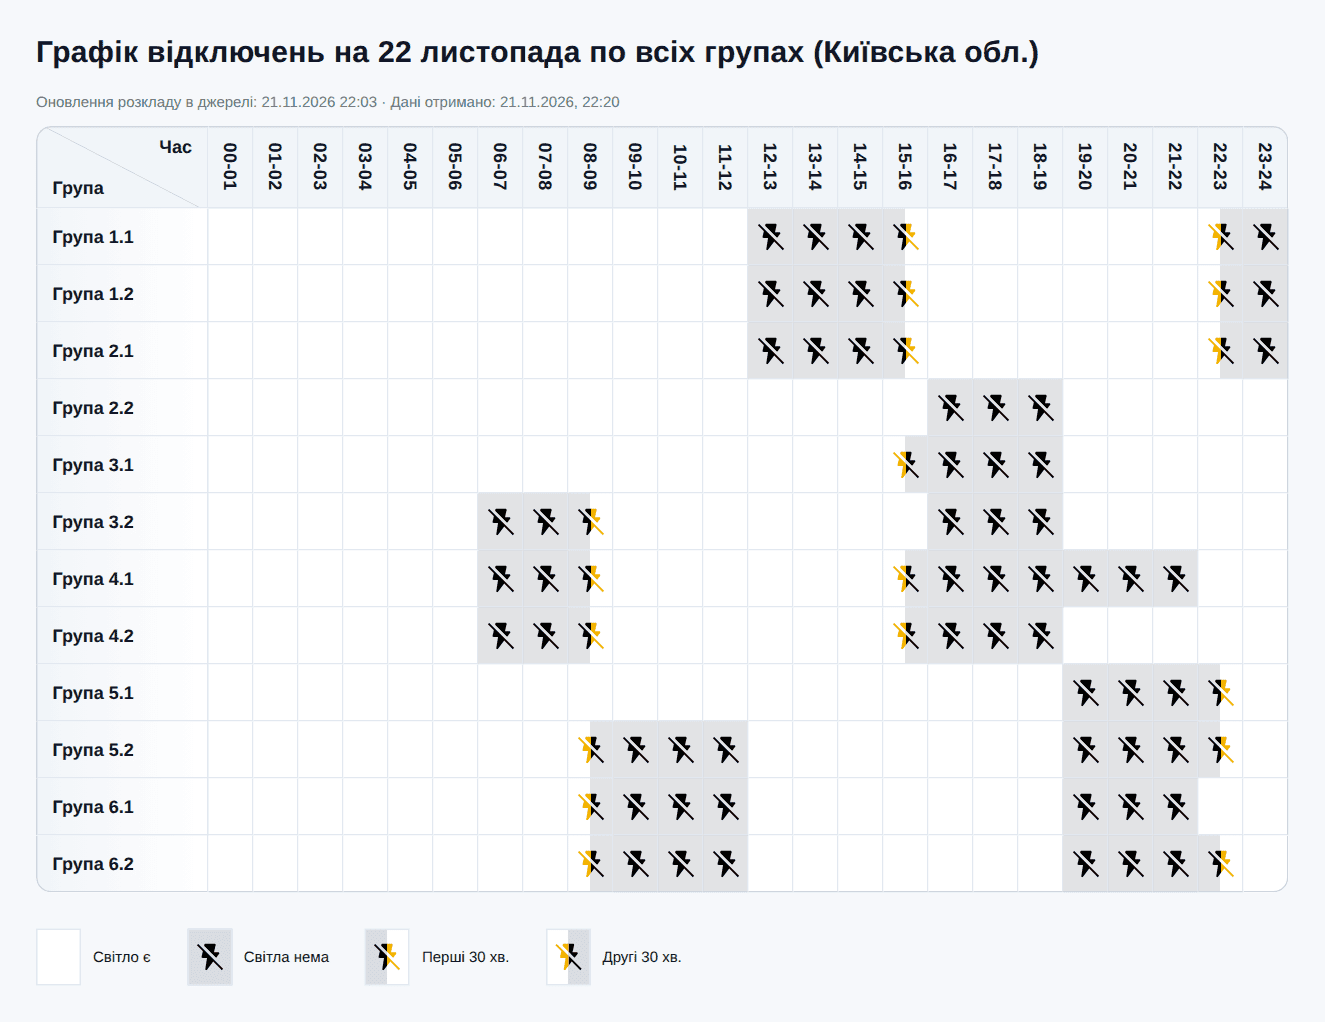 Графік відключень на 22 листопада по всіх групах (Київська обл.)
Оновлення розкладу в джерелі: 21.11.2026 22:03 · Дані отримано: 21.11.2026, 22:20
Час
Група
00-01 01-02 02-03 03-04 04-05 05-06 06-07 07-08 08-09 09-10 10-11 11-12 12-13 13-14 14-15 15-16 16-17 17-18 18-19 19-20 20-21 21-22 22-23 23-24
Група 1.1
Група 1.2
Група 2.1
Група 2.2
Група 3.1
Група 3.2
Група 4.1
Група 4.2
Група 5.1
Група 5.2
Група 6.1
Група 6.2
Світло є Світла нема Перші 30 хв. Другі 30 хв.